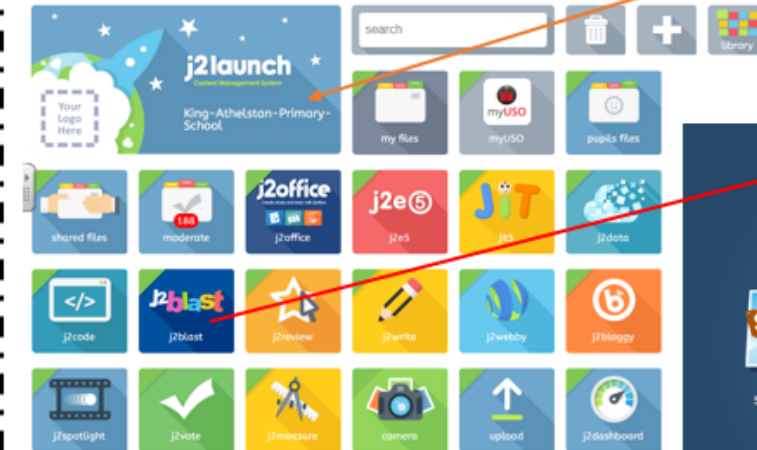 search
library
j2launch
Content Management System
King-Athelstan-Primary-
School
Your
Logo
Here
my files
myUSO
myUSO
pupils files
shared files
188
moderate
j2office
j2office
j2e5
j2e5
JiT
jit5
j2data
</>
j2code
J2blast
j2blast
j2review
j2write
j2webby
b
j2bloggy
j2spotlight
j2vote
j2measure
camera
upload
j2dashboard